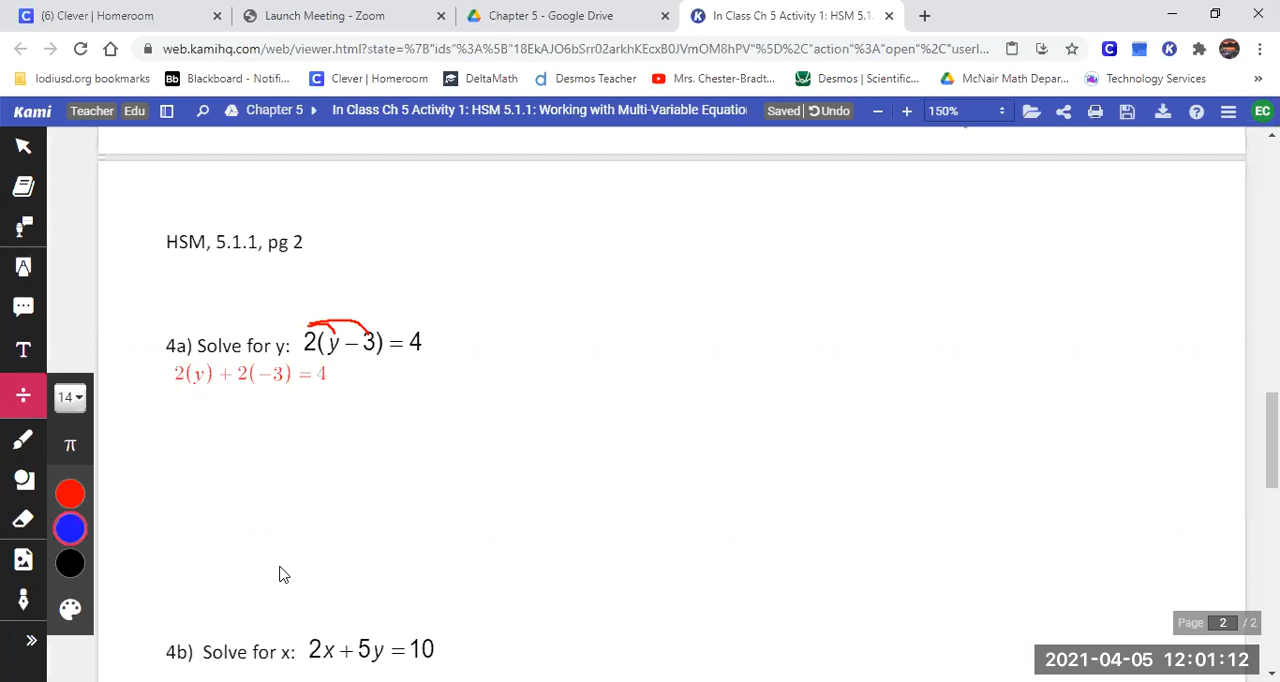 (6) Clever | Homeroom
Launch Meeting - Zoom
Chapter 5 - Google Drive
In Class Ch 5 Activity 1: HSM 5.1.
web.kamihq.com/web/viewer.html?state=%7B"ids"%3A%5B"18EkAJO6bSrr02arkhKEcxB0JVmOM8hPV"%5D%2C"action"%3A"open"%2C"userI...
lodiusd.org bookmarks
Bb Blackboard - Notifi...
Clever | Homeroom
DeltaMath
Desmos Teacher
Mrs. Chester-Bradt...
Desmos | Scientific...
McNair Math Depar...
Technology Services
»
Kami Teacher Edu Chapter 5 In Class Ch 5 Activity 1: HSM 5.1.1: Working with Multi-Variable Equatio Saved Undo 150% EC
HSM, 5.1.1, pg 2
4a) Solve for y: 2(y − 3) = 4
2(y) + 2(−3) = 4
14
π
4b) Solve for x: 2x + 5y = 10
Page 2 / 2
2021-04-05 12:01:12